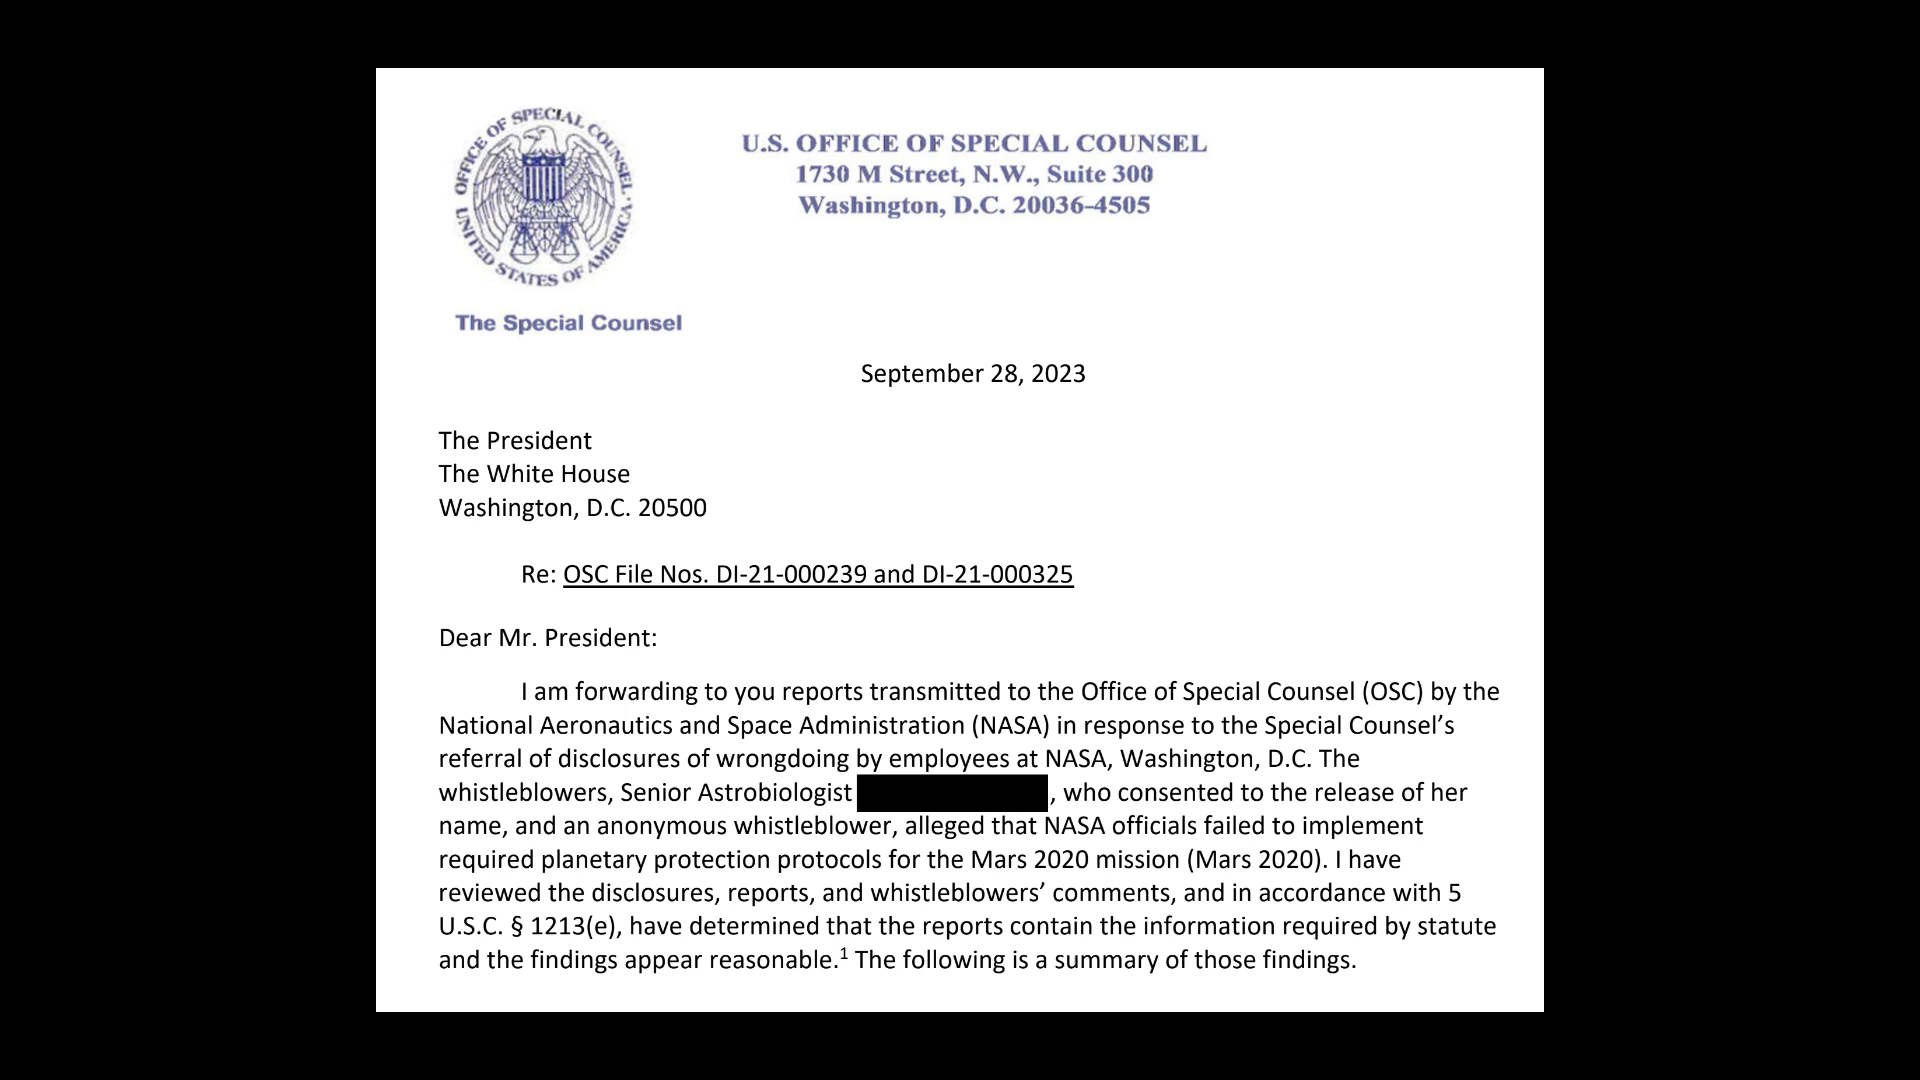 OFFICE OF SPECIAL COUNSEL
UNITED STATES OF AMERICA
The Special Counsel
U.S. OFFICE OF SPECIAL COUNSEL
1730 M Street, N.W., Suite 300
Washington, D.C. 20036-4505
September 28, 2023
The President
The White House
Washington, D.C. 20500
Re: OSC File Nos. DI-21-000239 and DI-21-000325
Dear Mr. President:
I am forwarding to you reports transmitted to the Office of Special Counsel (OSC) by the
National Aeronautics and Space Administration (NASA) in response to the Special Counsel’s
referral of disclosures of wrongdoing by employees at NASA, Washington, D.C. The
whistleblowers, Senior Astrobiologist , who consented to the release of her
name, and an anonymous whistleblower, alleged that NASA officials failed to implement
required planetary protection protocols for the Mars 2020 mission (Mars 2020). I have
reviewed the disclosures, reports, and whistleblowers’ comments, and in accordance with 5
U.S.C. § 1213(e), have determined that the reports contain the information required by statute
and the findings appear reasonable.1 The following is a summary of those findings.